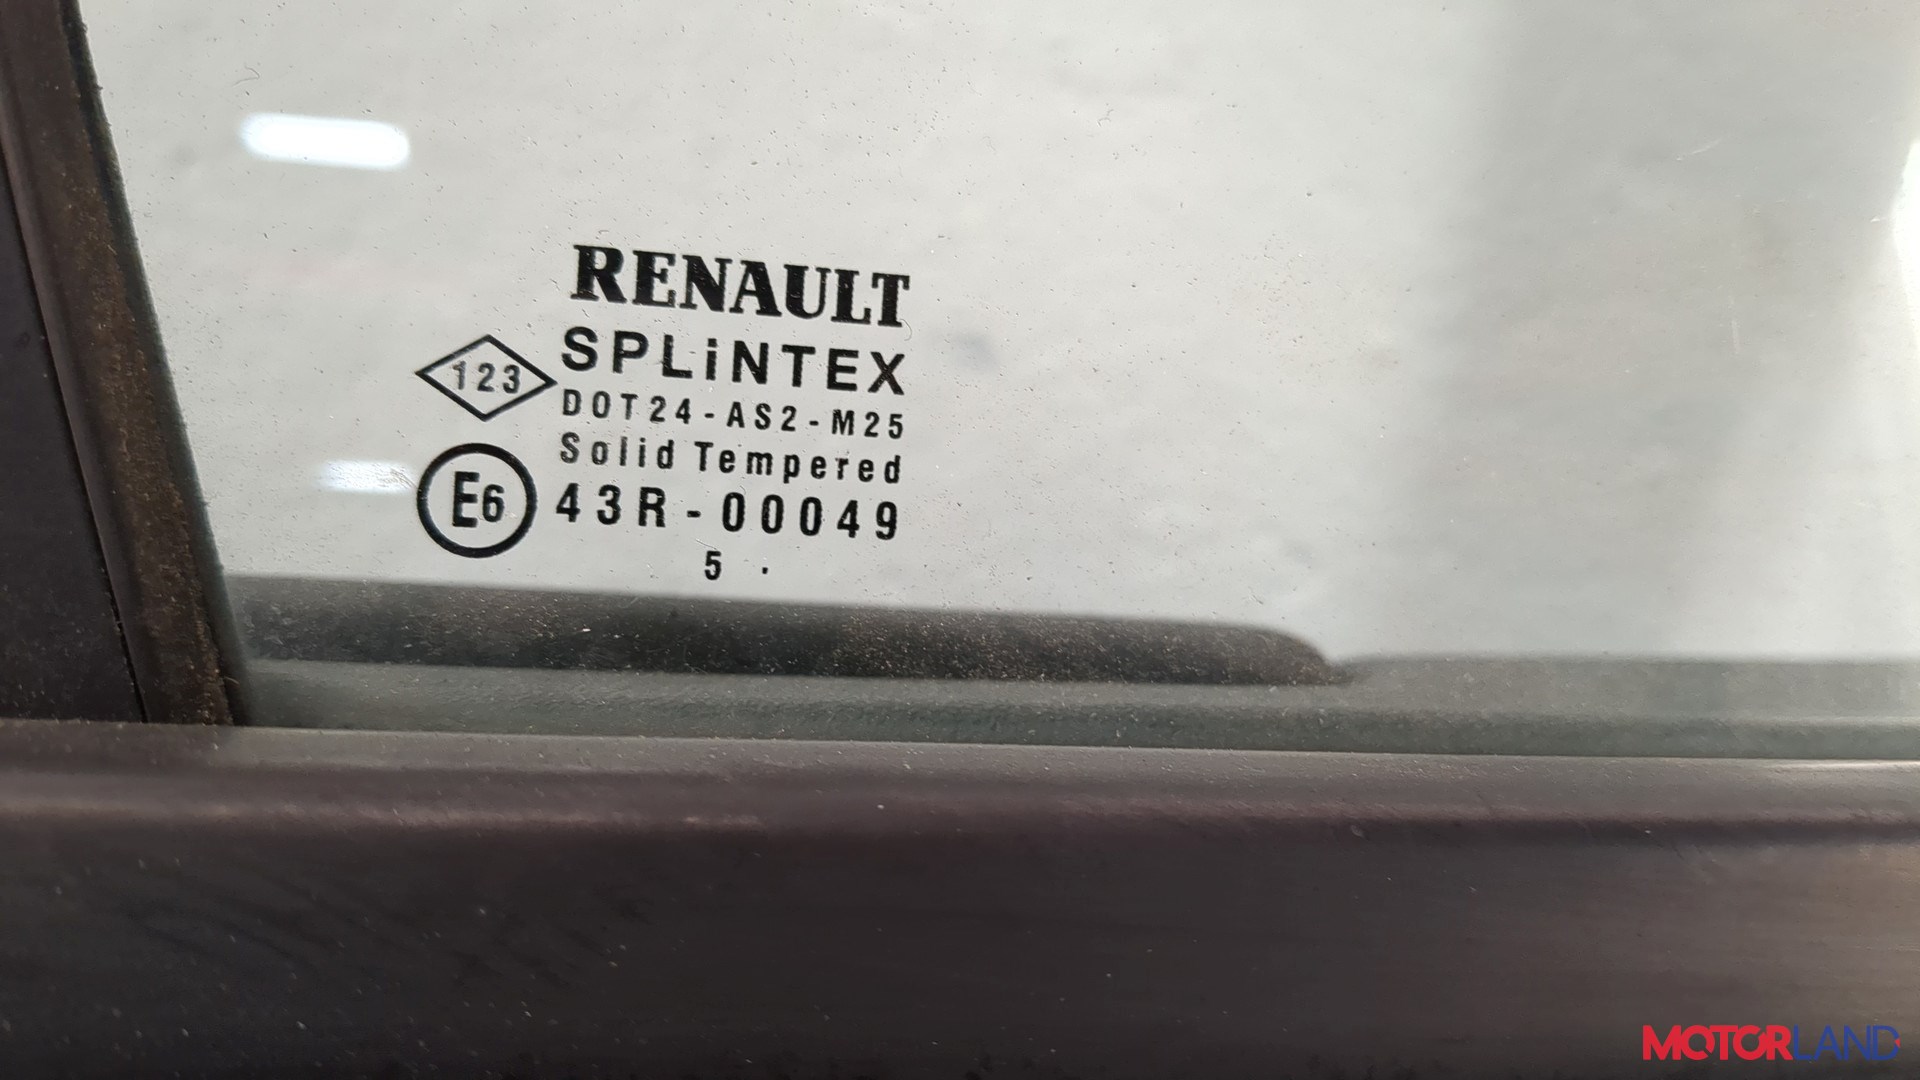 RENAULT
SPLiNTEX
123
DOT24-AS2-M25
Solid Tempered
E6 43R-00049
5 .
MOTORLAND